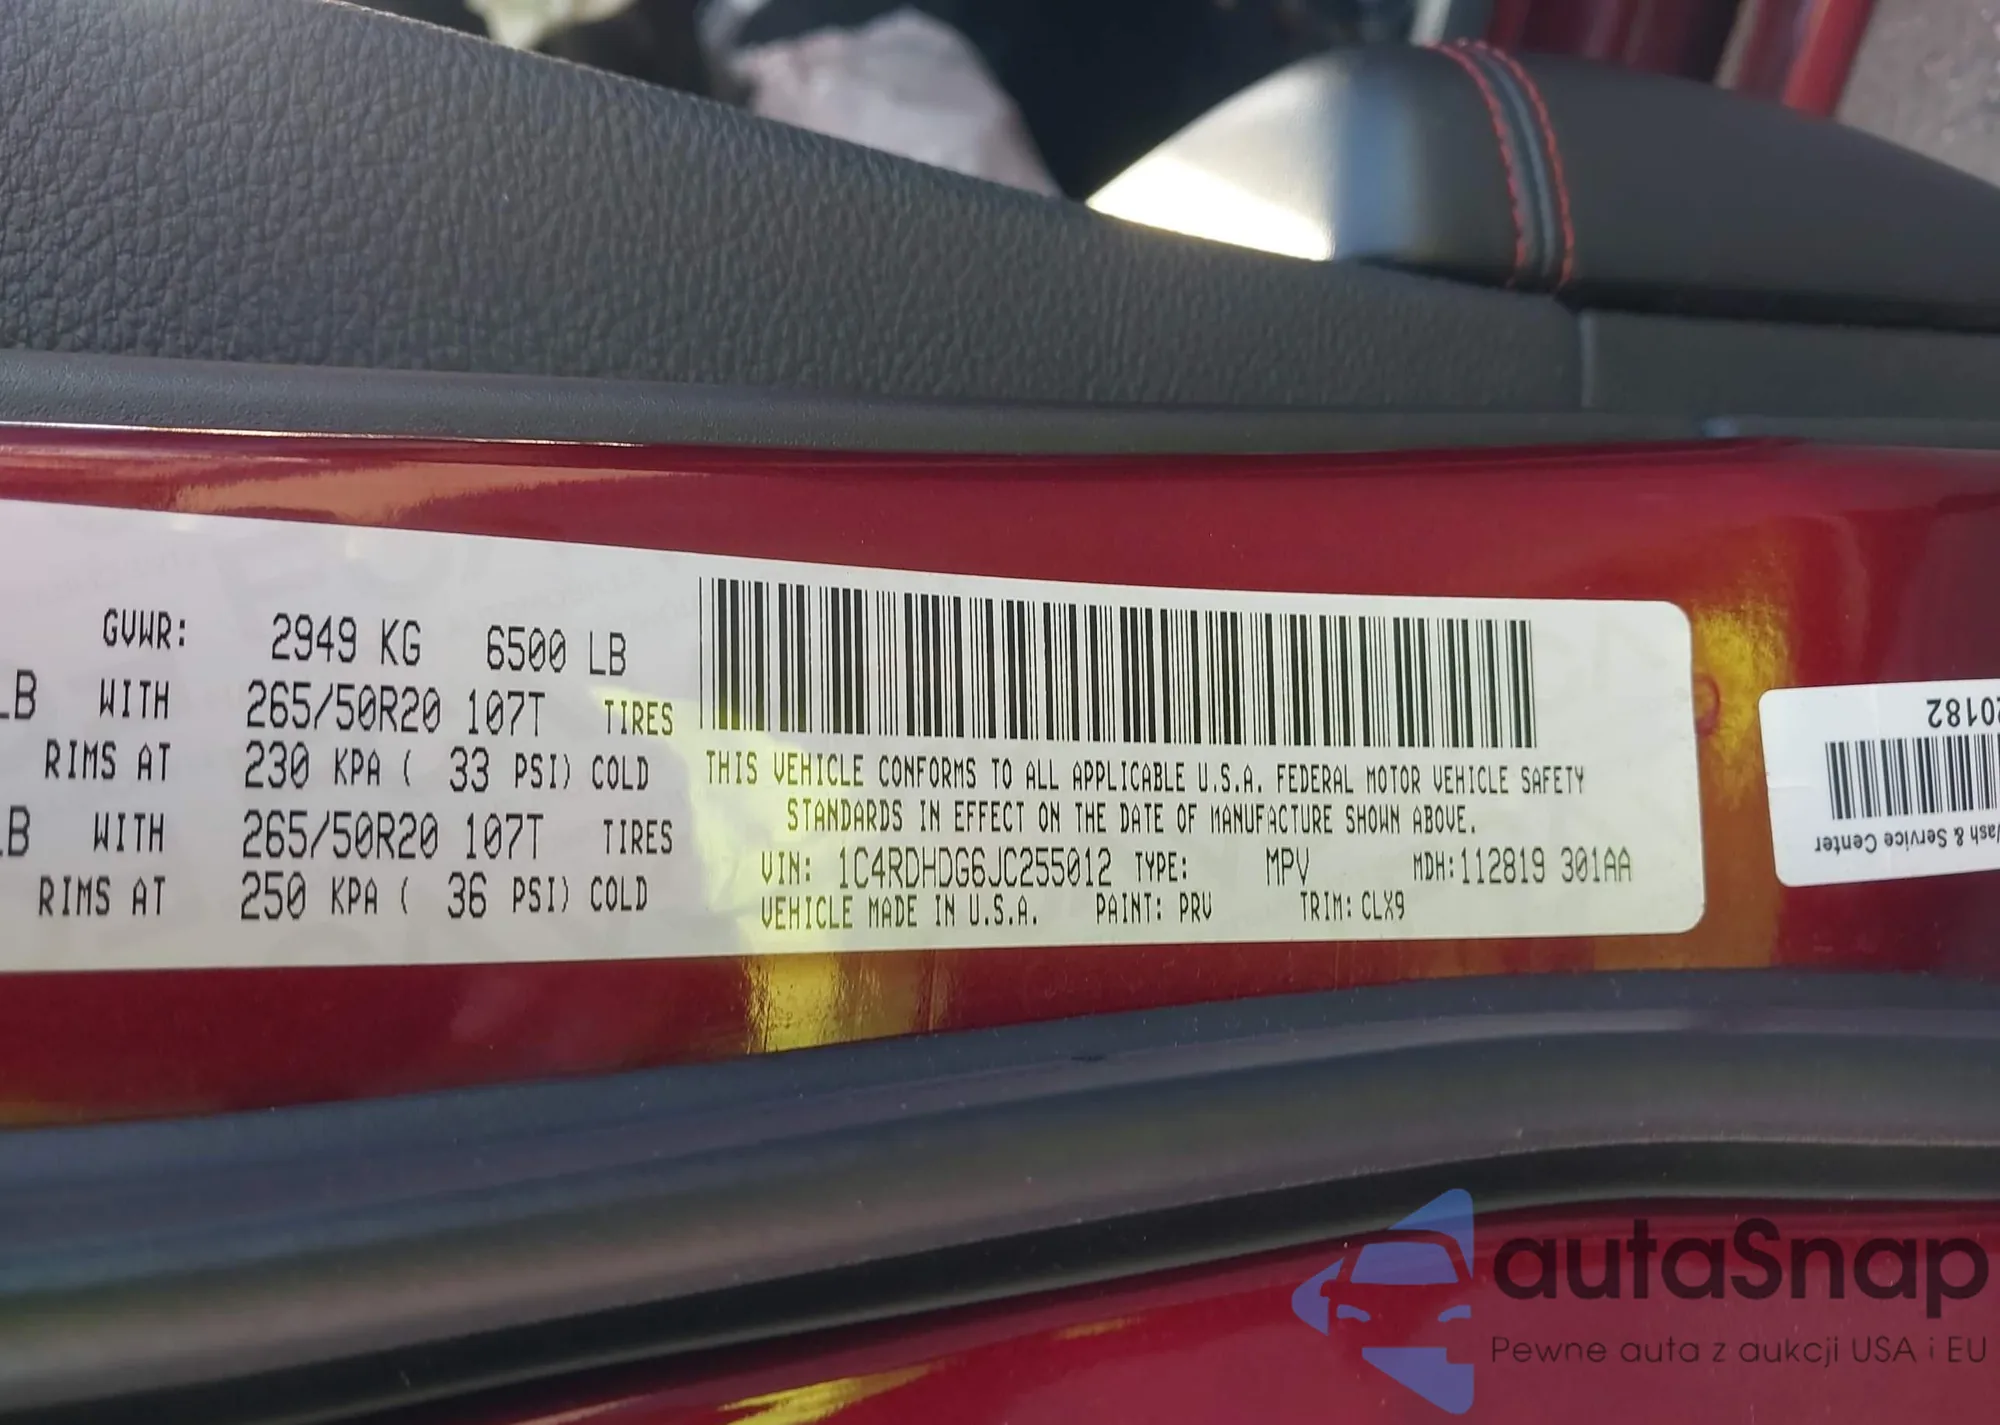 GVWR: 2949 KG 6500 LB
LB WITH 265/50R20 107T TIRES
RIMS AT 230 KPA ( 33 PSI) COLD
LB WITH 265/50R20 107T TIRES
RIMS AT 250 KPA ( 36 PSI) COLD
THIS VEHICLE CONFORMS TO ALL APPLICABLE U.S.A. FEDERAL MOTOR VEHICLE SAFETY
STANDARDS IN EFFECT ON THE DATE OF MANUFACTURE SHOWN ABOVE.
VIN: 1C4RDHDG6JC255012 TYPE: MPV MDH:112819 301AA
VEHICLE MADE IN U.S.A. PAINT: PRV TRIM: CLX9
20182
& Service Center
autaSnap
Pewne auta z aukcji USA i EU